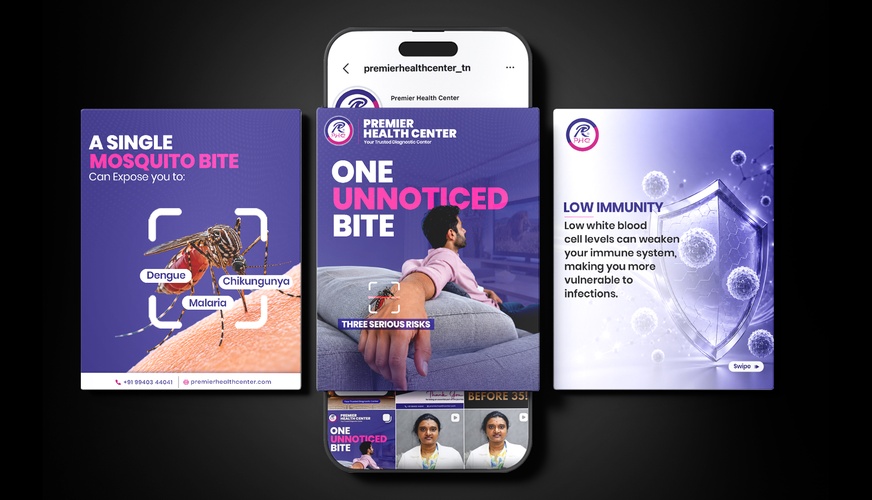 premierhealthcenter_tn
Premier Health Center
A SINGLE
MOSQUITO BITE
Can Expose you to:
Dengue
Chikungunya
Malaria
+91 99403 44041
premierhealthcenter.com
PREMIER
HEALTH CENTER
Your Trusted Diagnostic Center
ONE
UNNOTICED
BITE
THREE SERIOUS RISKS
LOW IMMUNITY
Low white blood
cell levels can weaken
your immune system,
making you more
vulnerable to
infections.
Swipe
BEFORE 35!
PREMIER
HEALTH CENTER
ONE
UNNOTICED
BITE